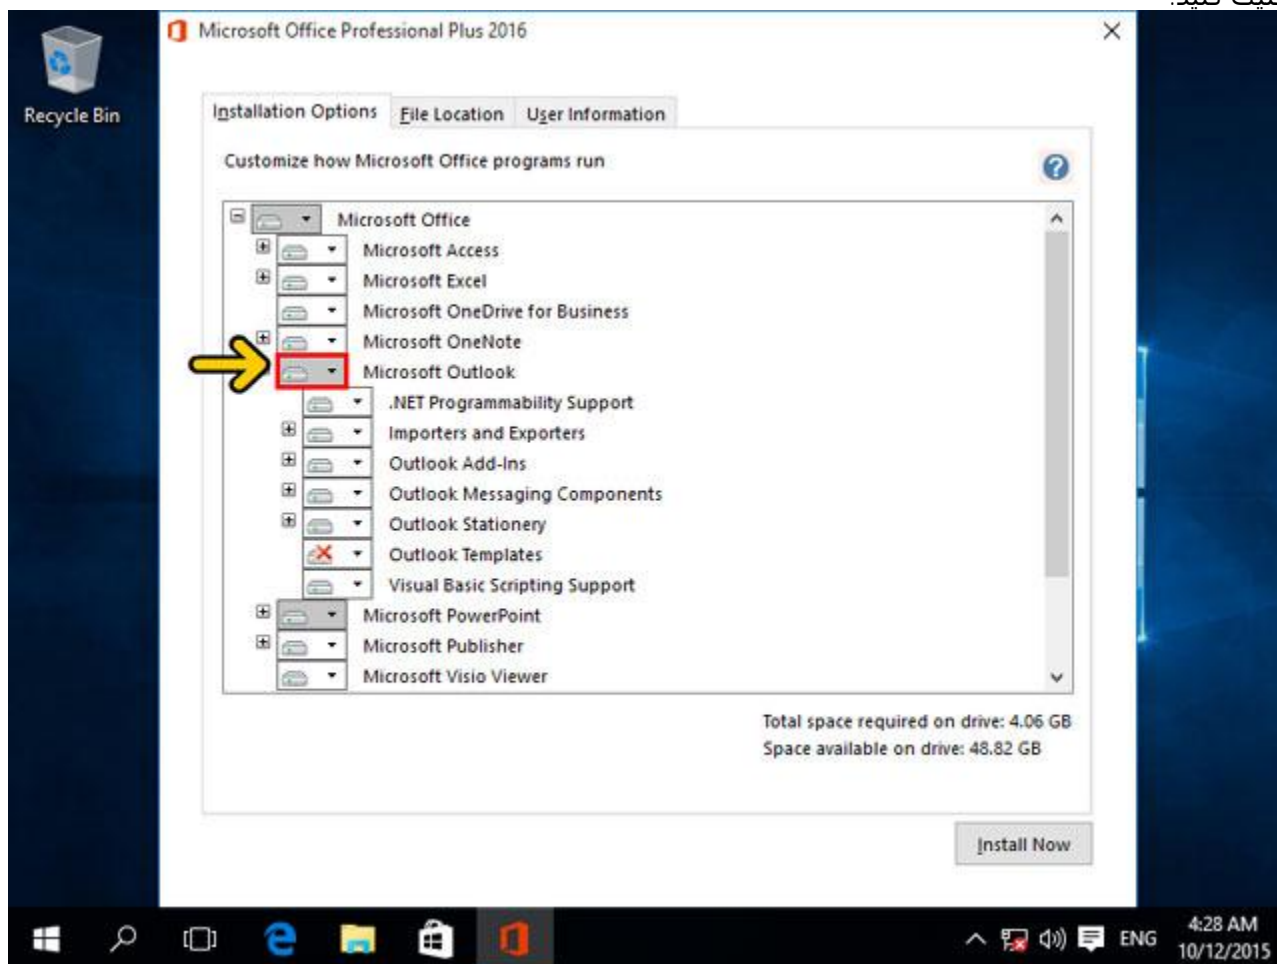 Microsoft Office Professional Plus 2016
Recycle Bin
Installation Options
File Location
User Information
Customize how Microsoft Office programs run
Microsoft Office
Microsoft Access
Microsoft Excel
Microsoft OneDrive for Business
Microsoft OneNote
Microsoft Outlook
.NET Programmability Support
Importers and Exporters
Outlook Add-Ins
Outlook Messaging Components
Outlook Stationery
Outlook Templates
Visual Basic Scripting Support
Microsoft PowerPoint
Microsoft Publisher
Microsoft Visio Viewer
Total space required on drive: 4.06 GB
Space available on drive: 48.82 GB
Install Now
ENG
4:28 AM
10/12/2015